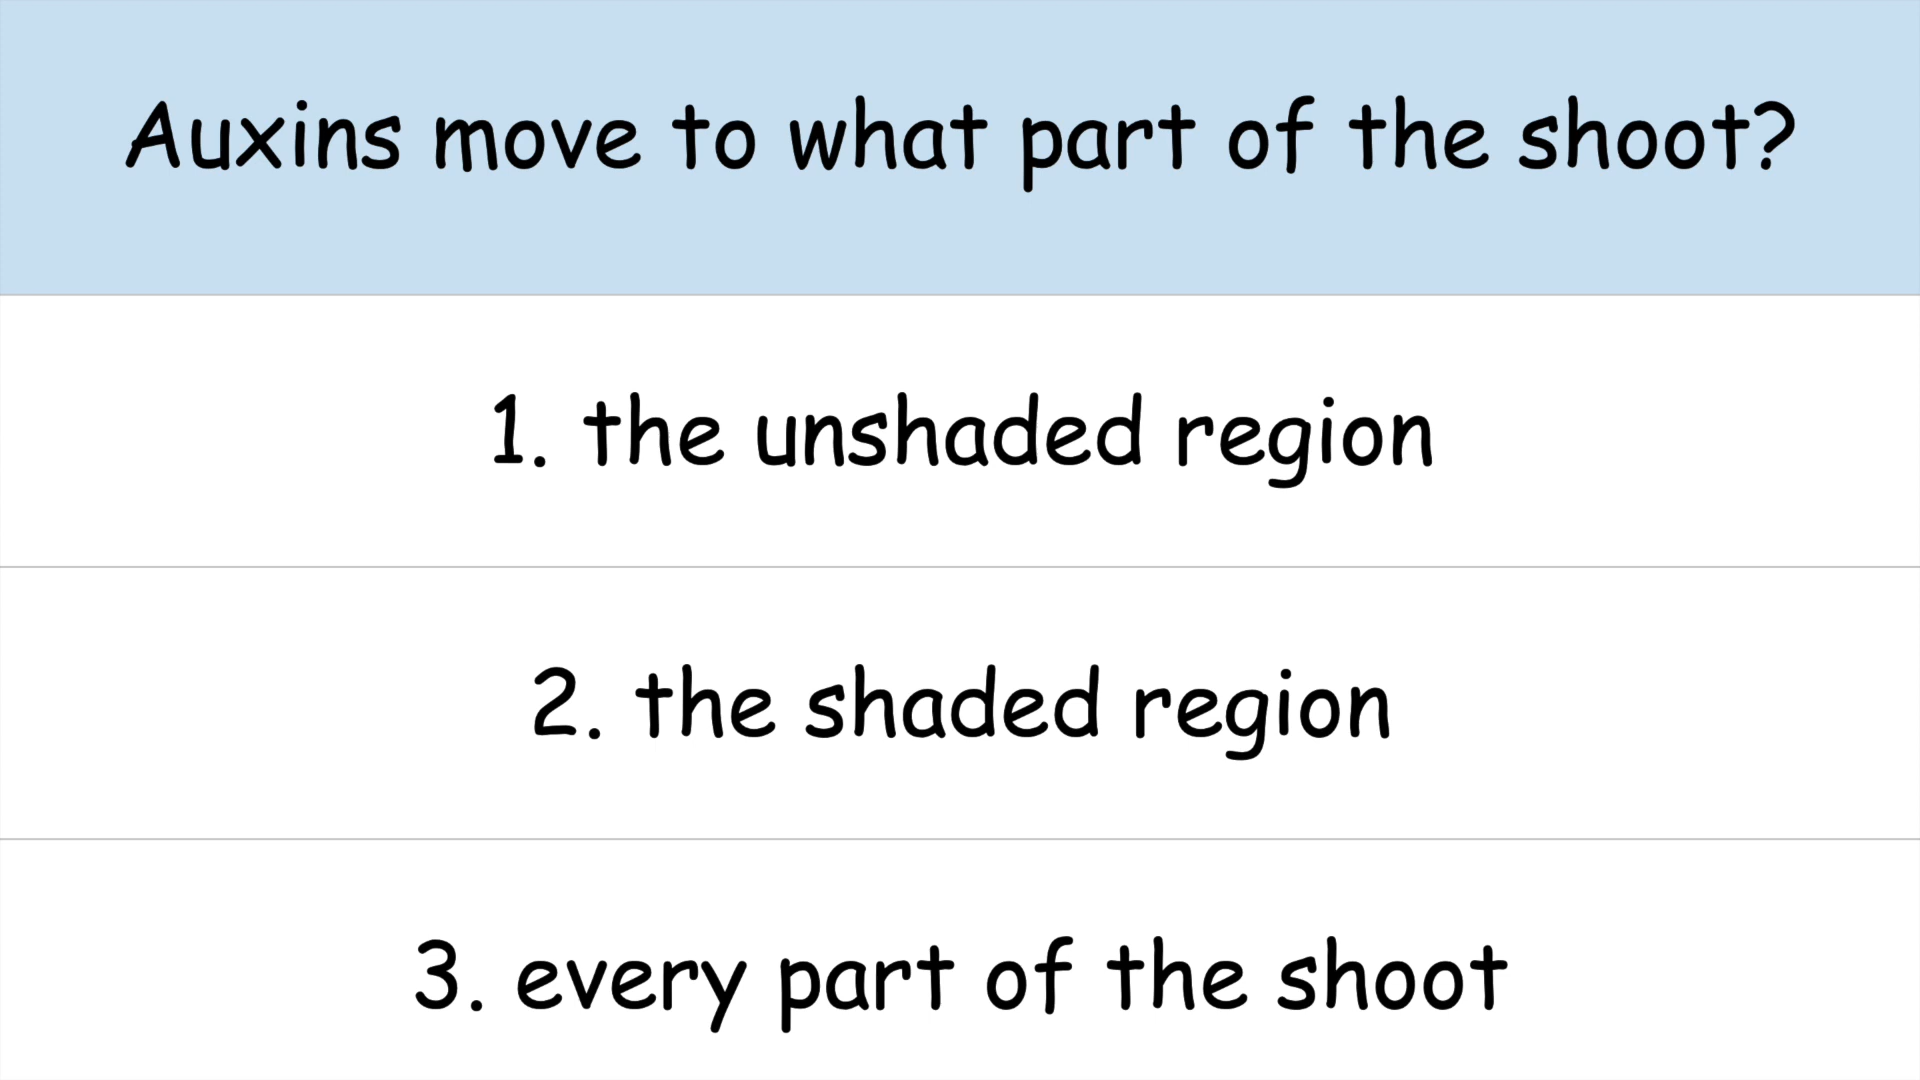 Auxins move to what part of the shoot?
1. the unshaded region
2. the shaded region
3. every part of the shoot